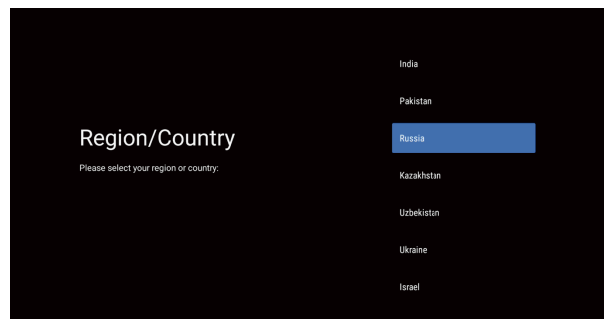 India
Pakistan
Region/Country
Russia
Please select your region or country:
Kazakhstan
Uzbekistan
Ukraine
Israel